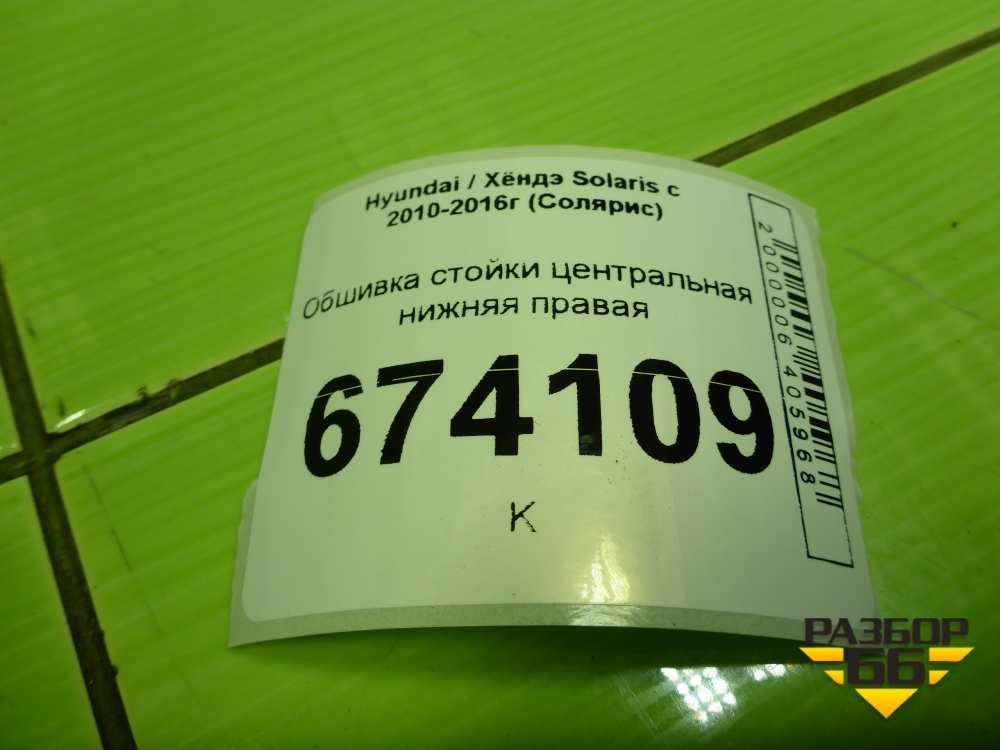 Hyundai / Хёндэ Solaris с
2010-2016г (Солярис)
Обшивка стойки центральная
нижняя правая
674109
К
2000006405968
РАЗБОР
66